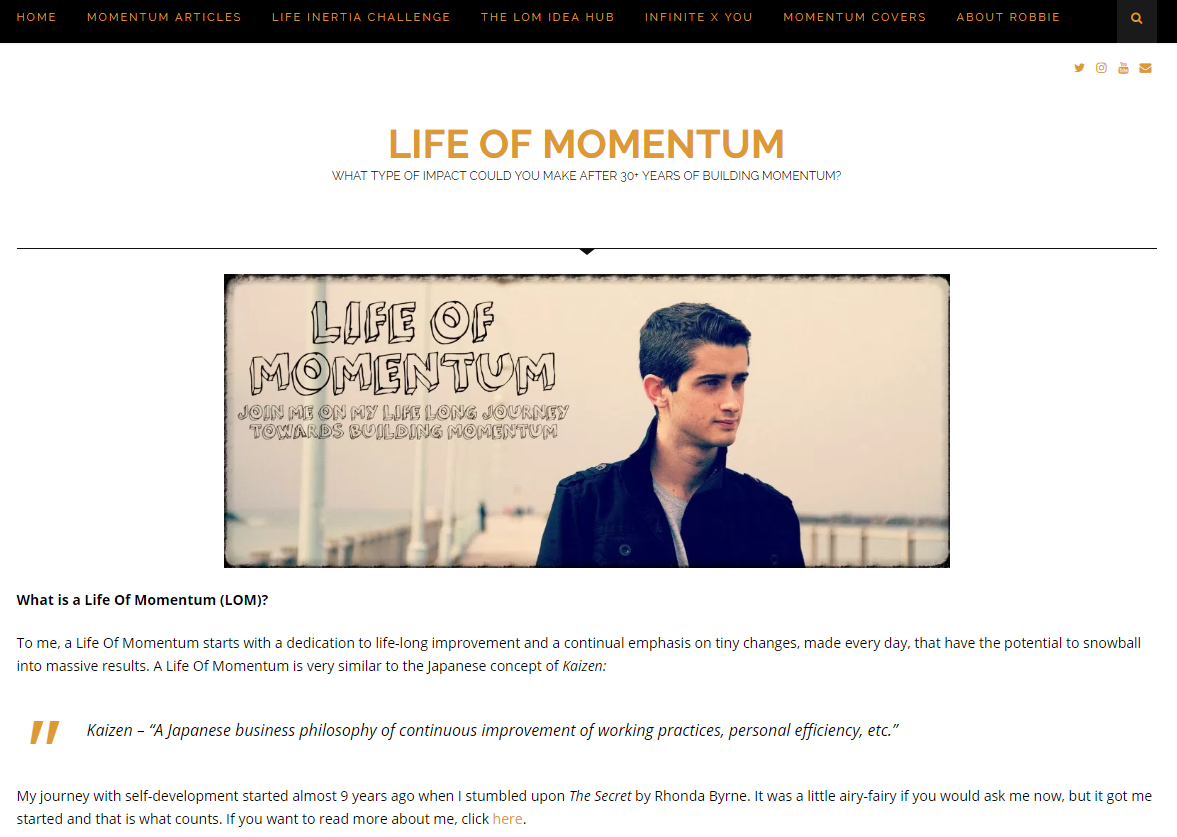 HOME MOMENTUM ARTICLES LIFE INERTIA CHALLENGE THE LOM IDEA HUB INFINITE X YOU MOMENTUM COVERS ABOUT ROBBIE
LIFE OF MOMENTUM
WHAT TYPE OF IMPACT COULD YOU MAKE AFTER 30+ YEARS OF BUILDING MOMENTUM?
LIFE OF
MOMENTUM
JOIN ME ON MY LIFE LONG JOURNEY
TOWARDS BUILDING MOMENTUM
What is a Life Of Momentum (LOM)?
To me, a Life Of Momentum starts with a dedication to life-long improvement and a continual emphasis on tiny changes, made every day, that have the potential to snowball
into massive results. A Life Of Momentum is very similar to the Japanese concept of Kaizen:
" Kaizen – “A Japanese business philosophy of continuous improvement of working practices, personal efficiency, etc.”
My journey with self-development started almost 9 years ago when I stumbled upon The Secret by Rhonda Byrne. It was a little airy-fairy if you would ask me now, but it got me
started and that is what counts. If you want to read more about me, click here.